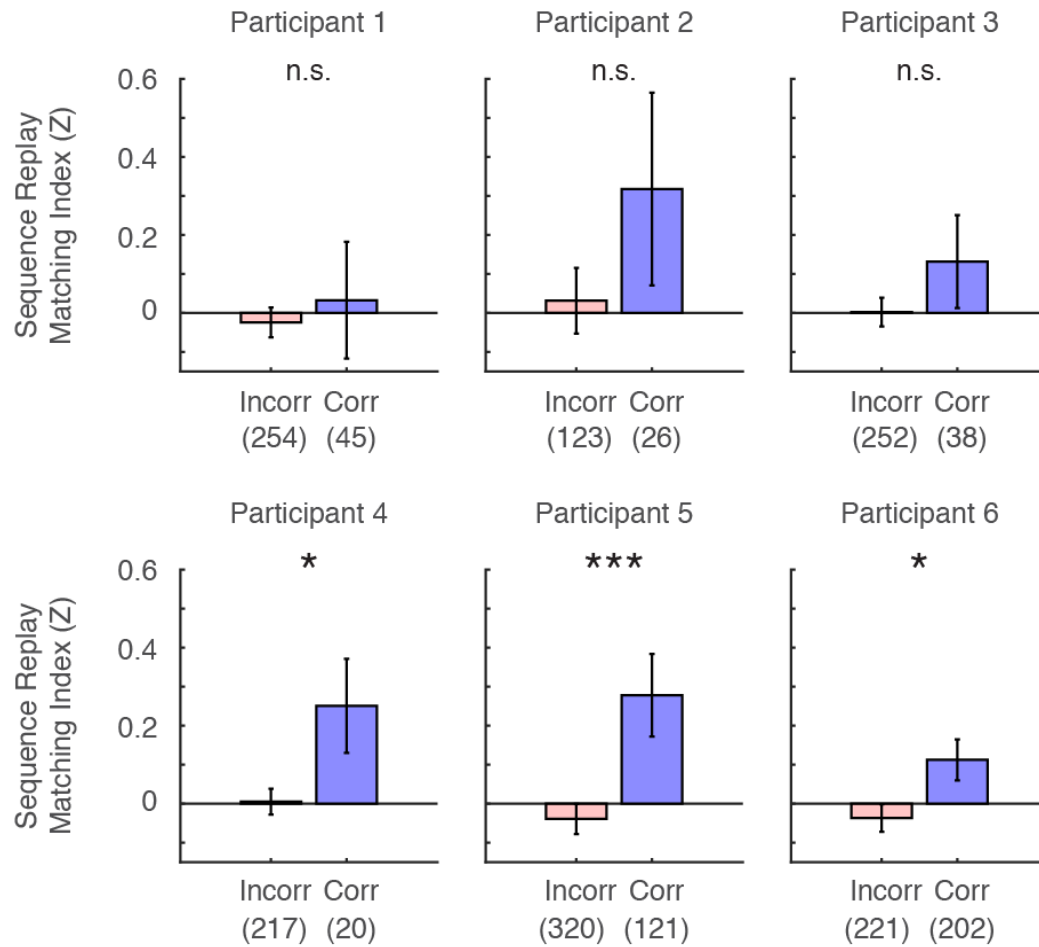 Participant 1
Participant 2
Participant 3
Sequence Replay
Matching Index (Z)
0.6
0.4
0.2
0
n.s.
n.s.
n.s.
Incorr Corr
(254) (45)
Incorr Corr
(123) (26)
Incorr Corr
(252) (38)
Participant 4
Participant 5
Participant 6
Sequence Replay
Matching Index (Z)
0.6
0.4
0.2
0
*
***
*
Incorr Corr
(217) (20)
Incorr Corr
(320) (121)
Incorr Corr
(221) (202)